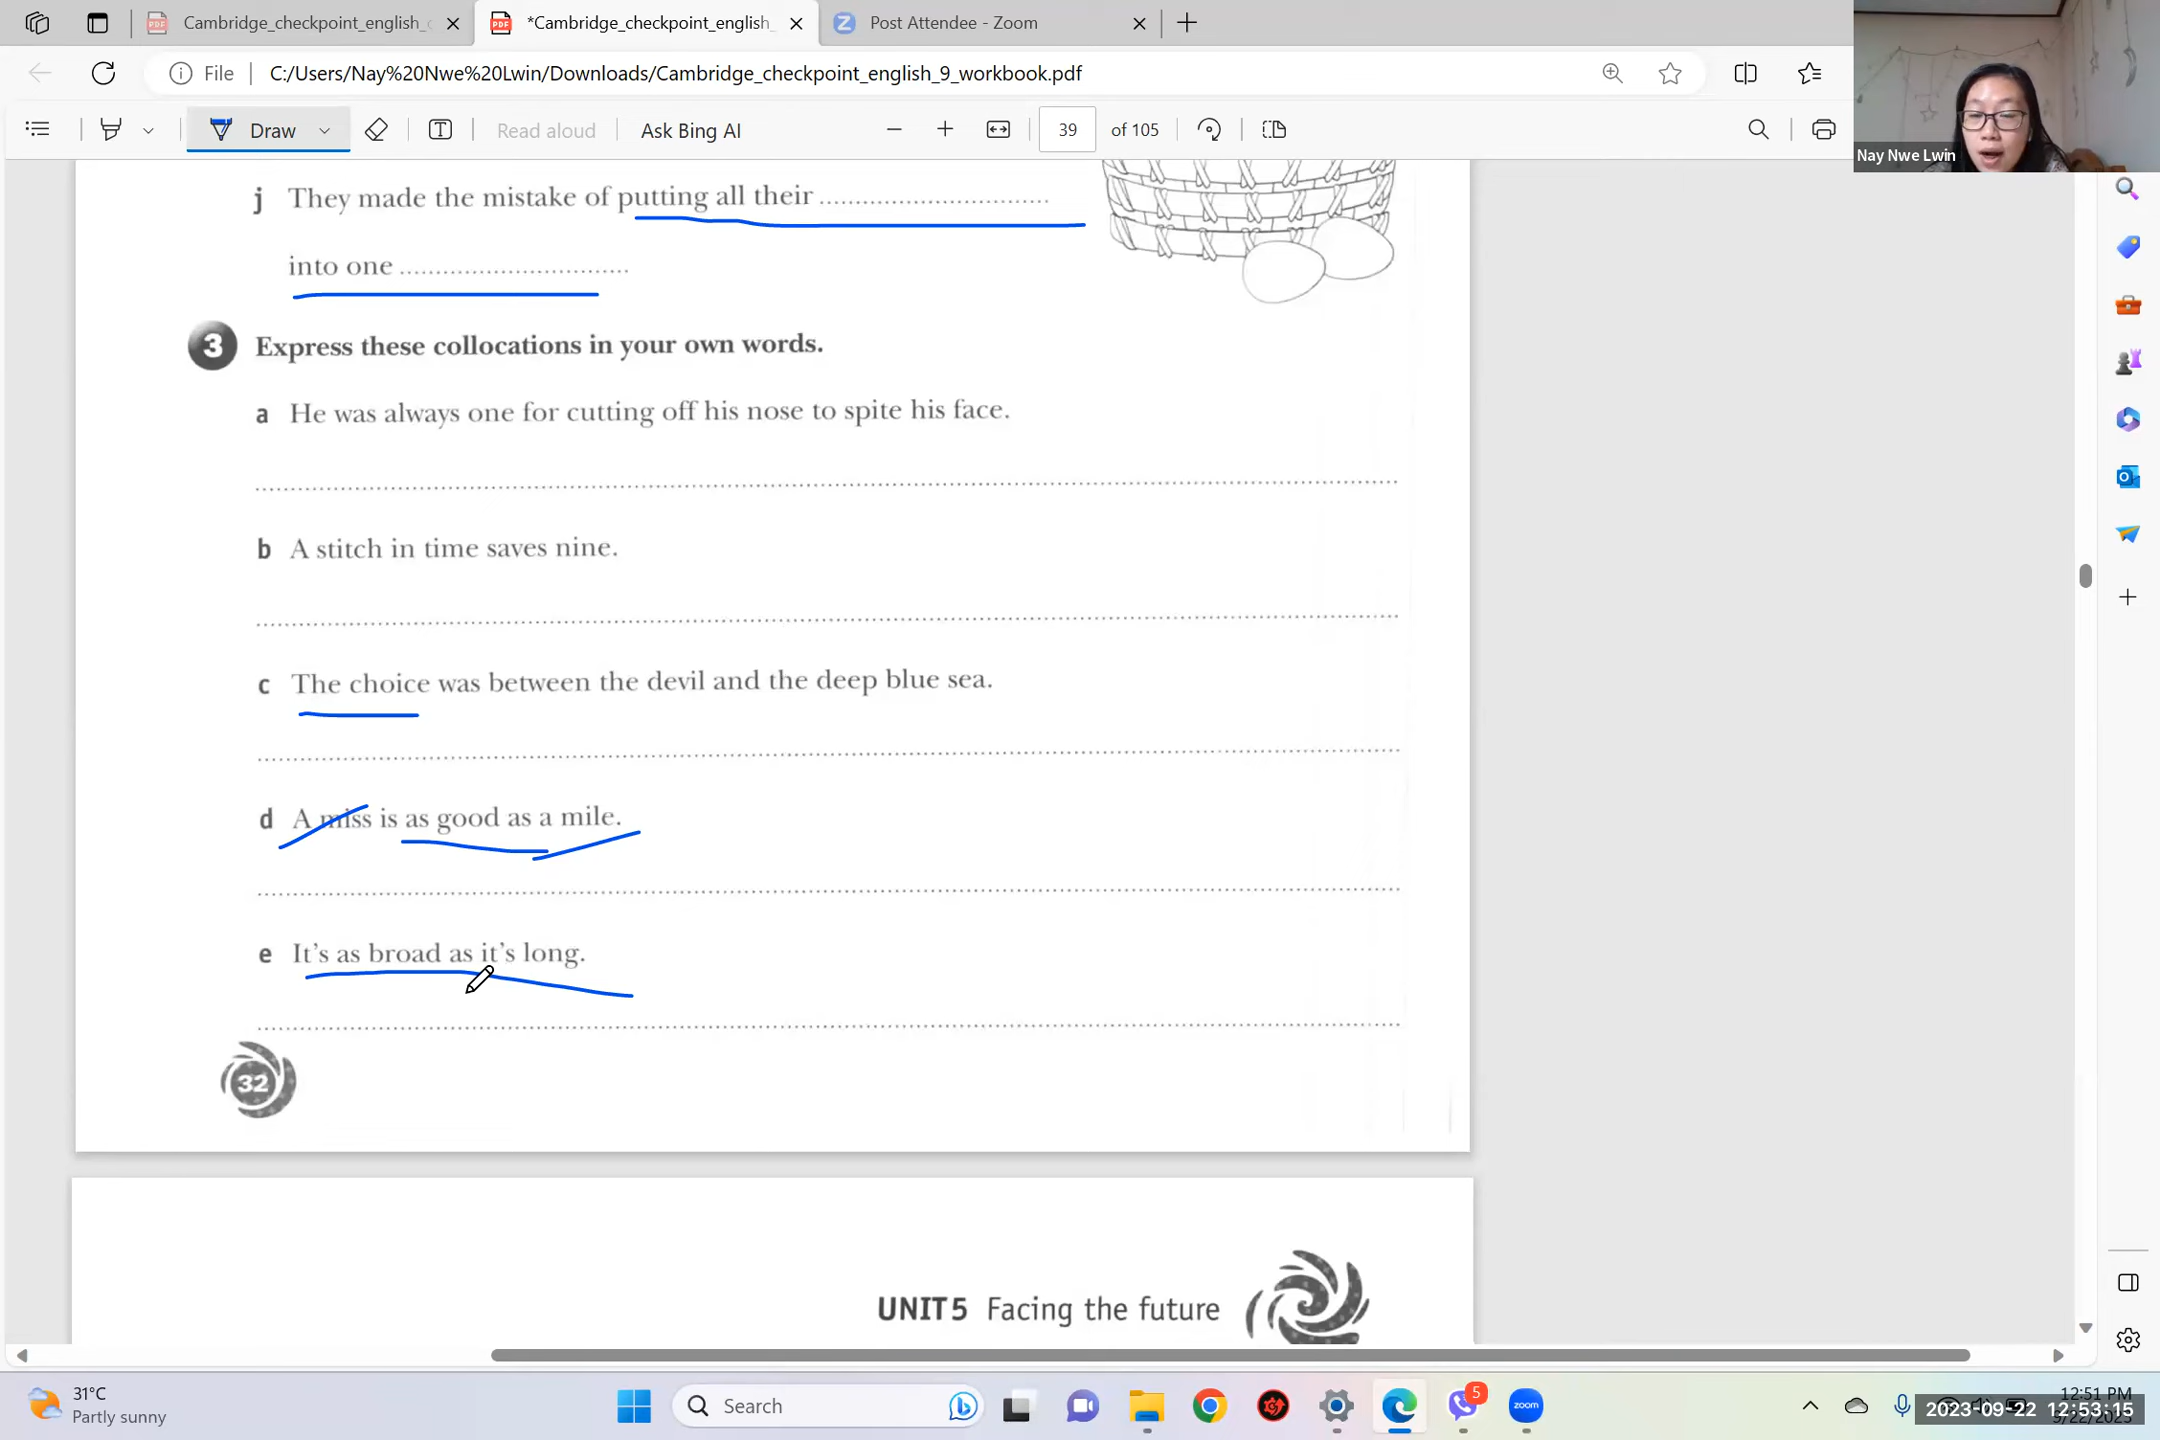 Cambridge_checkpoint_english_
*Cambridge_checkpoint_english_
Post Attendee - Zoom
File
C:/Users/Nay%20Nwe%20Lwin/Downloads/Cambridge_checkpoint_english_9_workbook.pdf
Draw
Read aloud
Ask Bing AI
39
of 105
Nay Nwe Lwin
j They made the mistake of putting all their ..............................
into one ..............................
3 Express these collocations in your own words.
a He was always one for cutting off his nose to spite his face.
b A stitch in time saves nine.
c The choice was between the devil and the deep blue sea.
d A miss is as good as a mile.
e It's as broad as it's long.
32
UNIT 5 Facing the future
31°C
Partly sunny
Search
zoom
5
12:51 PM
2023-09-22 12:53:15